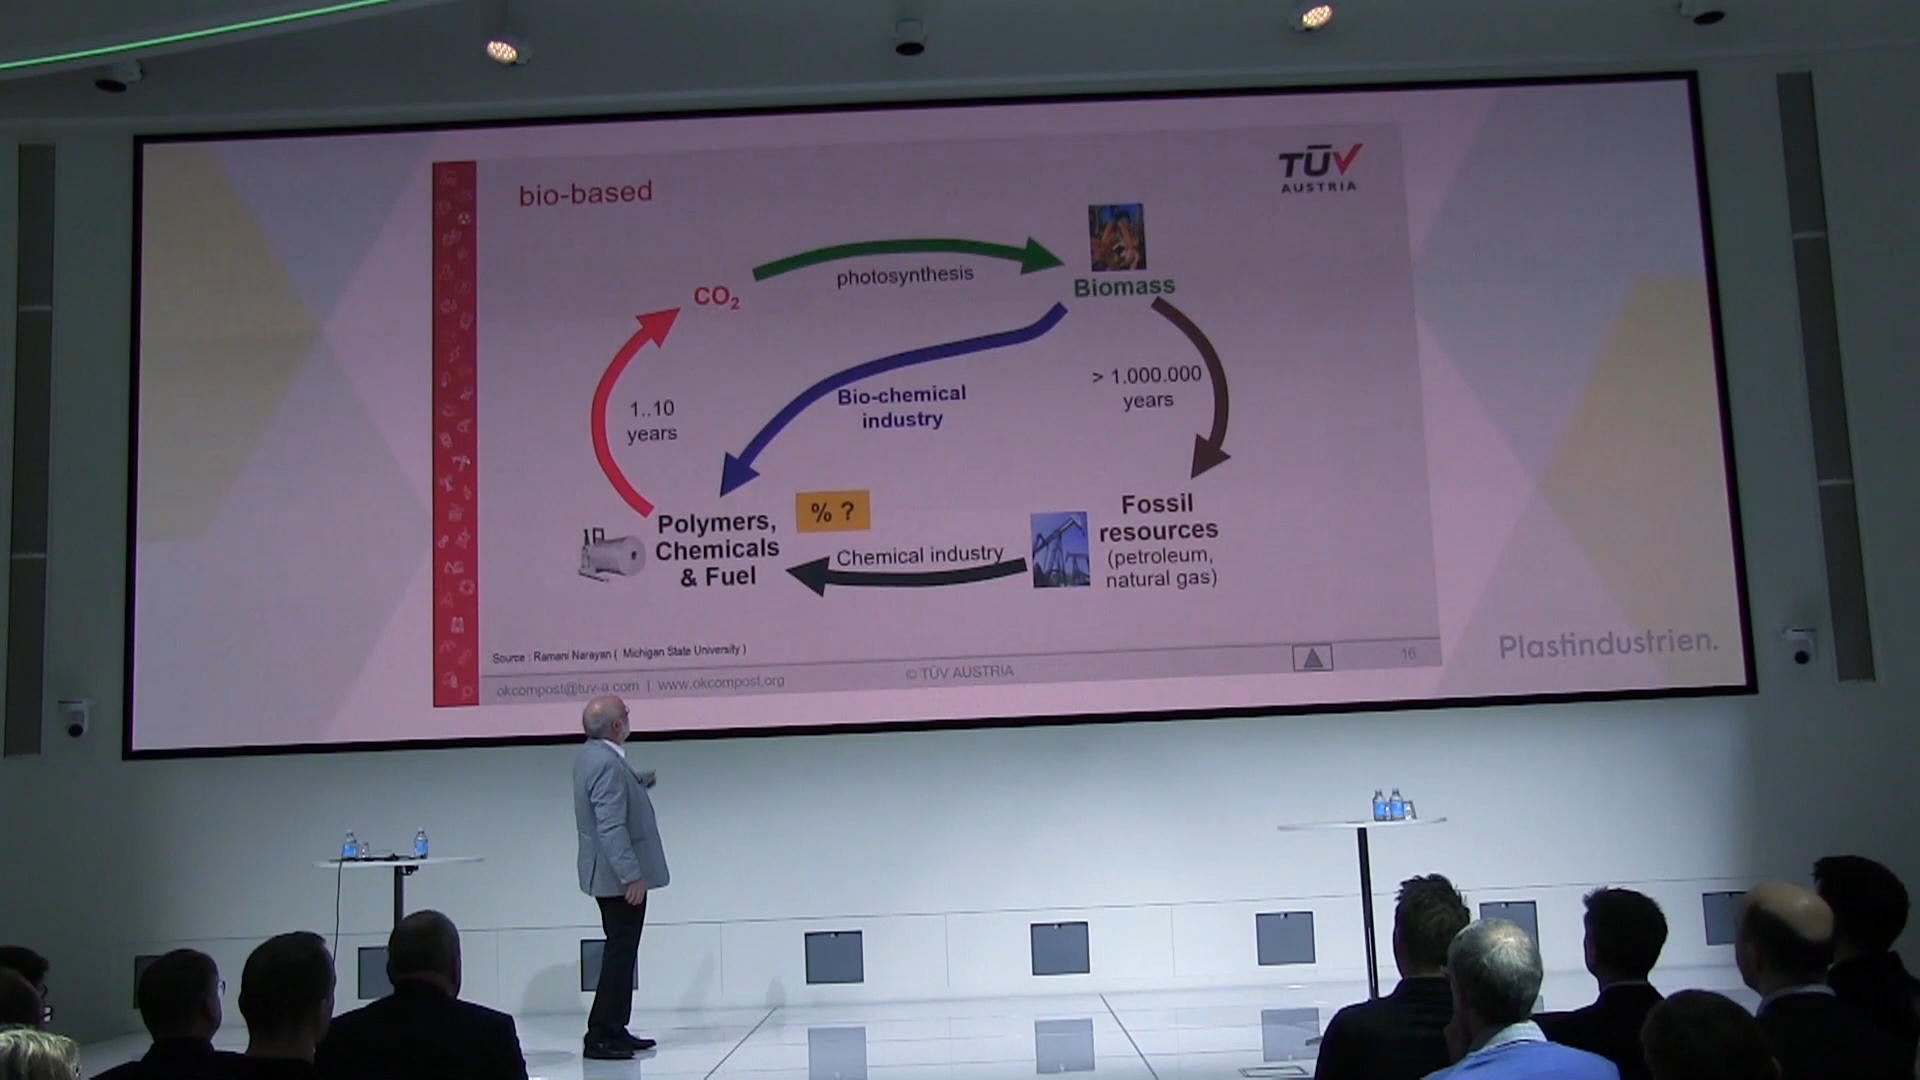 bio-based
TÜV
AUSTRIA
CO2
photosynthesis
Biomass
1..10
years
Bio-chemical
industry
> 1.000.000
years
Polymers,
Chemicals
& Fuel
% ?
Chemical industry
Fossil
resources
(petroleum,
natural gas)
Source : Ramani Narayan ( Michigan State University )
okcompost@tuv-a.com | www.okcompost.org
© TÜV AUSTRIA
16
Plastindustrien.